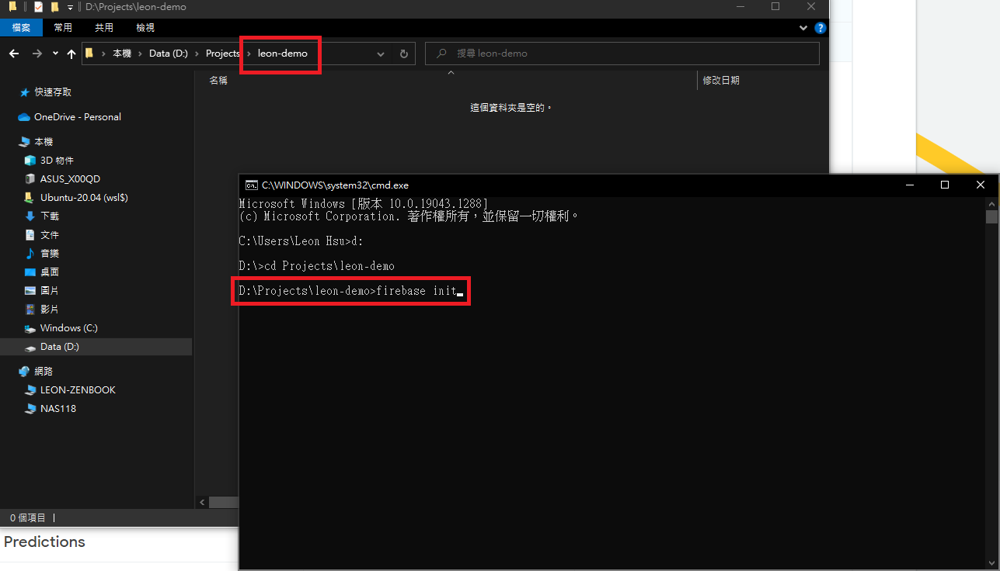 D:\Projects\leon-demo
檔案 常用 共用 檢視
本機 Data (D:) Projects leon-demo 搜尋 leon-demo
名稱 修改日期
這個資料夾是空的。
快速存取
OneDrive - Personal
本機
3D 物件
ASUS_X00QD
Ubuntu-20.04 (wsl$)
下載
文件
音樂
桌面
圖片
影片
Windows (C:)
Data (D:)
網路
LEON-ZENBOOK
NAS118
0 個項目
Predictions
C:\WINDOWS\system32\cmd.exe
Microsoft Windows [版本 10.0.19043.1288]
(c) Microsoft Corporation. 著作權所有，並保留一切權利。
C:\Users\Leon Hsu>d:
D:\>cd Projects\leon-demo
D:\Projects\leon-demo>firebase init